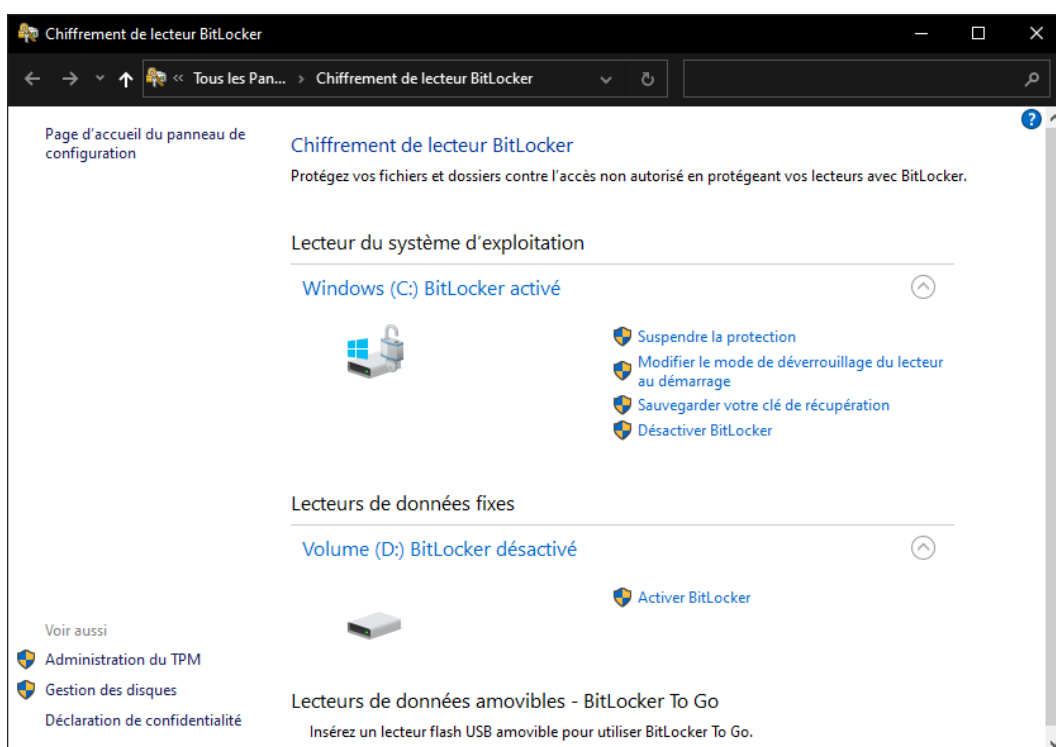 Chiffrement de lecteur BitLocker
« Tous les Pan... › Chiffrement de lecteur BitLocker
Page d'accueil du panneau de
configuration
Chiffrement de lecteur BitLocker
Protégez vos fichiers et dossiers contre l'accès non autorisé en protégeant vos lecteurs avec BitLocker.
Lecteur du système d'exploitation
Windows (C:) BitLocker activé
Suspendre la protection
Modifier le mode de déverrouillage du lecteur
au démarrage
Sauvegarder votre clé de récupération
Désactiver BitLocker
Lecteurs de données fixes
Volume (D:) BitLocker désactivé
Activer BitLocker
Voir aussi
Administration du TPM
Gestion des disques
Déclaration de confidentialité
Lecteurs de données amovibles - BitLocker To Go
Insérez un lecteur flash USB amovible pour utiliser BitLocker To Go.